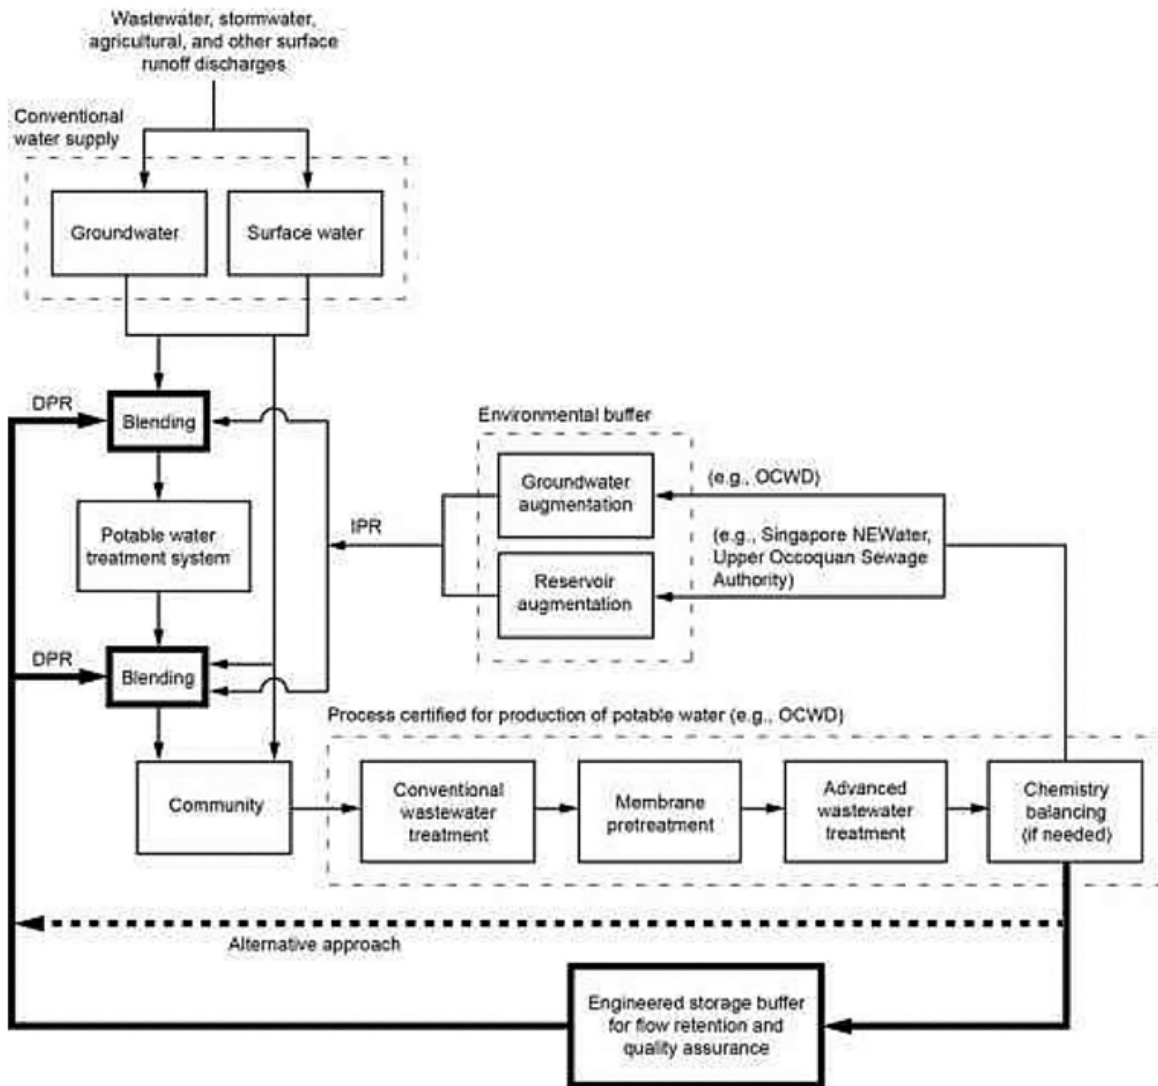 Wastewater, stormwater,
agricultural, and other surface
runoff discharges
Conventional
water supply
Groundwater
Surface water
DPR
Blending
Environmental buffer
Groundwater
augmentation
(e.g., OCWD)
Potable water
treatment system
IPR
(e.g., Singapore NEWater,
Upper Occoquan Sewage
Authority)
Reservoir
augmentation
DPR
Blending
Process certified for production of potable water (e.g., OCWD)
Community
Conventional
wastewater
treatment
Membrane
pretreatment
Advanced
wastewater
treatment
Chemistry
balancing
(if needed)
Alternative approach
Engineered storage buffer
for flow retention and
quality assurance